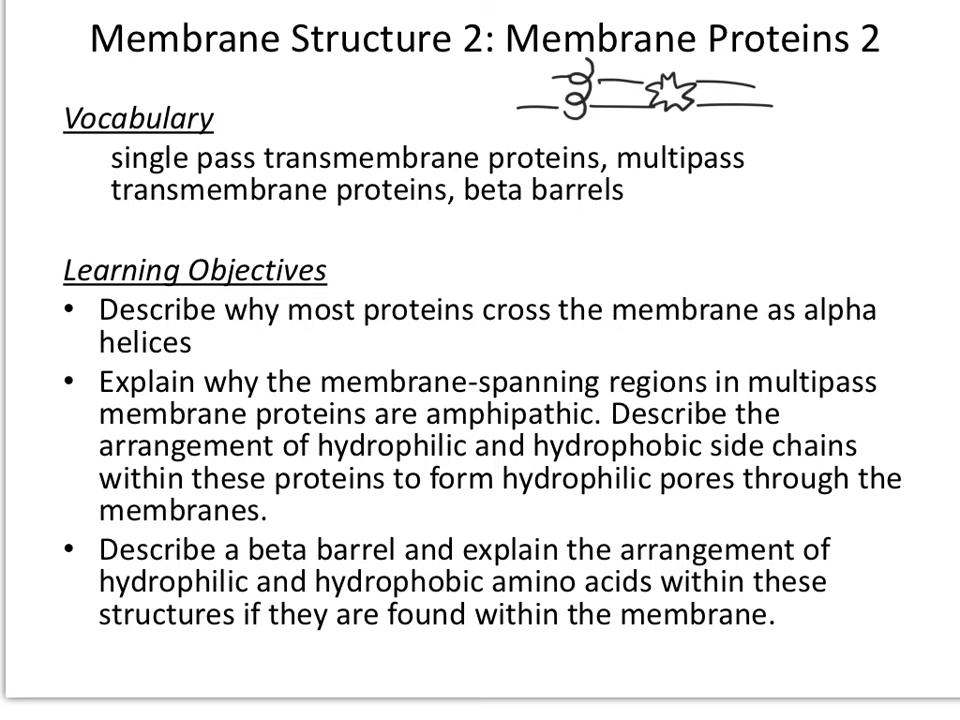 Membrane Structure 2: Membrane Proteins 2
Vocabulary
single pass transmembrane proteins, multipass
transmembrane proteins, beta barrels
Learning Objectives
• Describe why most proteins cross the membrane as alpha
helices
• Explain why the membrane-spanning regions in multipass
membrane proteins are amphipathic. Describe the
arrangement of hydrophilic and hydrophobic side chains
within these proteins to form hydrophilic pores through the
membranes.
• Describe a beta barrel and explain the arrangement of
hydrophilic and hydrophobic amino acids within these
structures if they are found within the membrane.